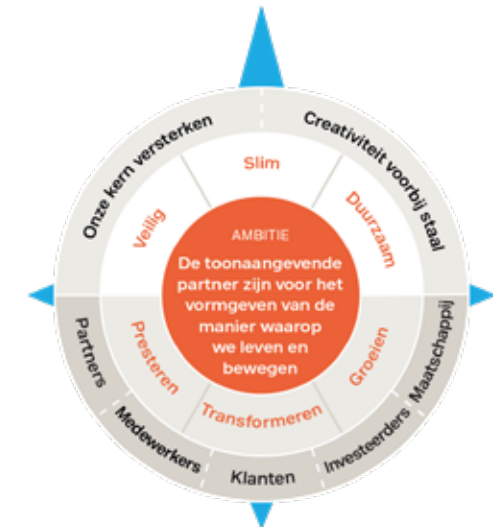 Onze kern versterken
Creativiteit voorbij staal
Veilig
Slim
Duurzaam
AMBITIE
De toonaangevende
partner zijn voor het
vormgeven van de
manier waarop
we leven en
bewegen
Presteren
Transformeren
Groeien
Partners
Medewerkers
Klanten
Investeerders
Maatschappij